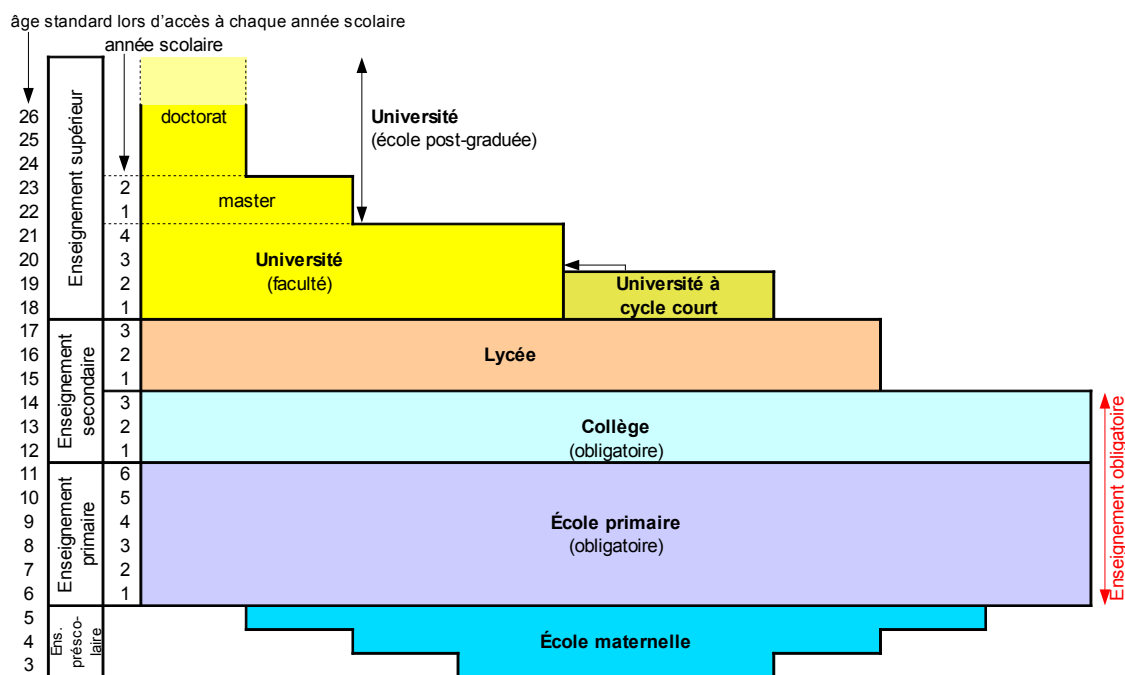 âge standard lors d'accès à chaque année scolaire
année scolaire
Enseignement supérieur
26
25
24
23 2
22 1
21 4
20 3
19 2
18 1
doctorat
master
Université
(école post-graduée)
Université
(faculté)
Université à
cycle court
Enseignement
secondaire
17 3
16 2
15 1
14 3
13 2
12 1
Lycée
Collège
(obligatoire)
Enseignement
primaire
11 6
10 5
9 4
8 3
7 2
6 1
École primaire
(obligatoire)
Enseignement obligatoire
Ens.
présco-
laire
5
4
3
École maternelle